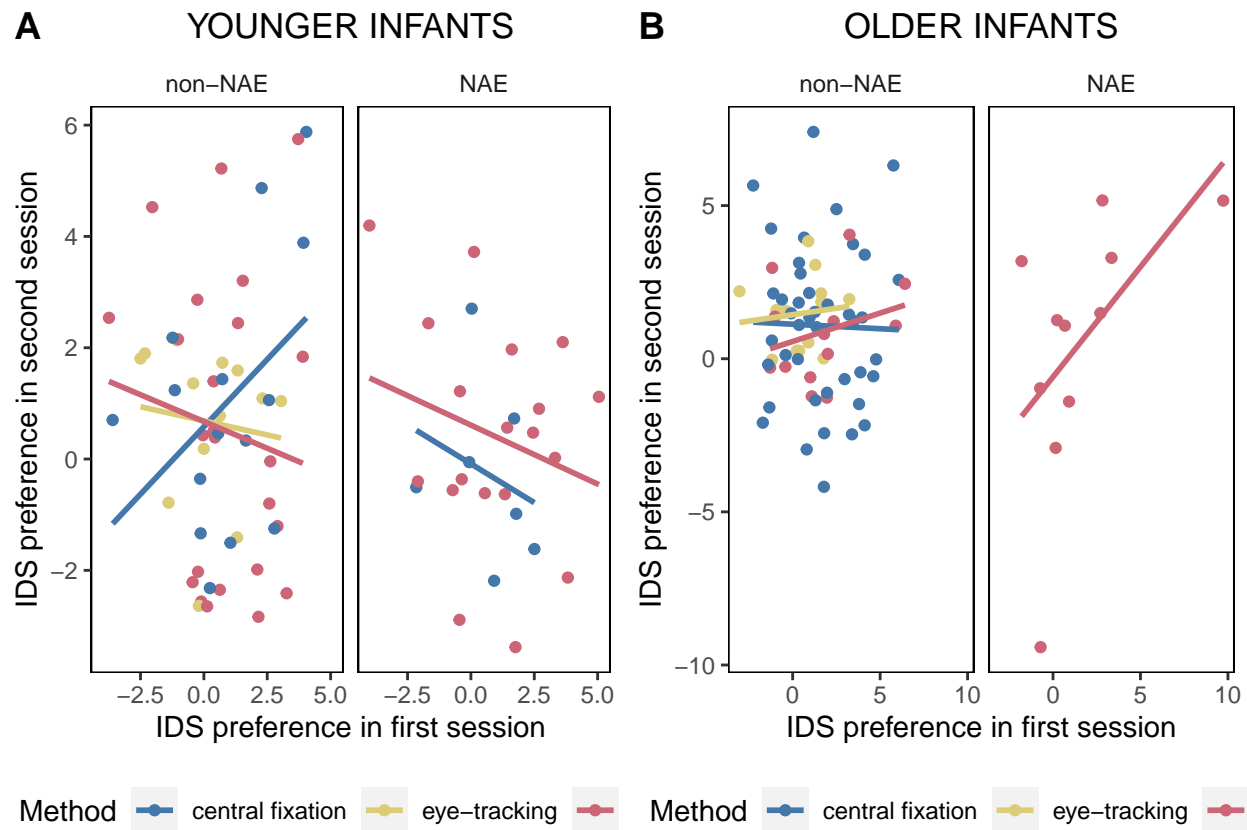 A YOUNGER INFANTS
non−NAE NAE
IDS preference in second session
6
4
2
0
−2
−2.5 0.0 2.5 5.0 −2.5 0.0 2.5 5.0
IDS preference in first session
Method central fixation eye−tracking
B OLDER INFANTS
non−NAE NAE
IDS preference in second session
5
0
−5
−10
0 5 10 0 5 10
IDS preference in first session
Method central fixation eye−tracking